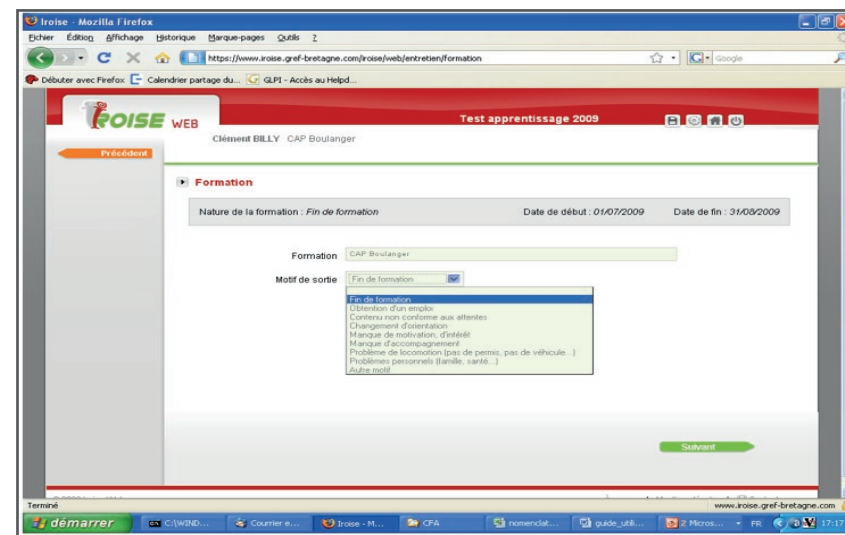 Iroise - Mozilla Firefox
Fichier Édition Affichage Historique Marque-pages Outils ?
https://www.iroise.gref-bretagne.com/iroise/web/entretien/formation
Google
Débuter avec Firefox Calendrier partage du... GLPI - Accès au Helpd...
IROISE WEB
Test apprentissage 2009
Clément BILLY CAP Boulanger
Précédent
Formation
Nature de la formation : Fin de formation Date de début : 01/07/2009 Date de fin : 31/08/2009
Formation CAP Boulanger
Motif de sortie Fin de formation
Fin de formation
Obtention d'un emploi
Contenu non conforme aux attentes
Changement d'orientation
Manque de motivation, d'intérêt
Manque d'accompagnement
Problème de locomotion (pas de permis, pas de véhicule...)
Problèmes personnels (famille, santé...)
Autre motif
Suivant
Terminé
www.iroise.gref-bretagne.com
démarrer C:\WIND... Courrier e... Iroise - M... CFA nomenclat... guide_utili... 2 Micros... FR 17:17